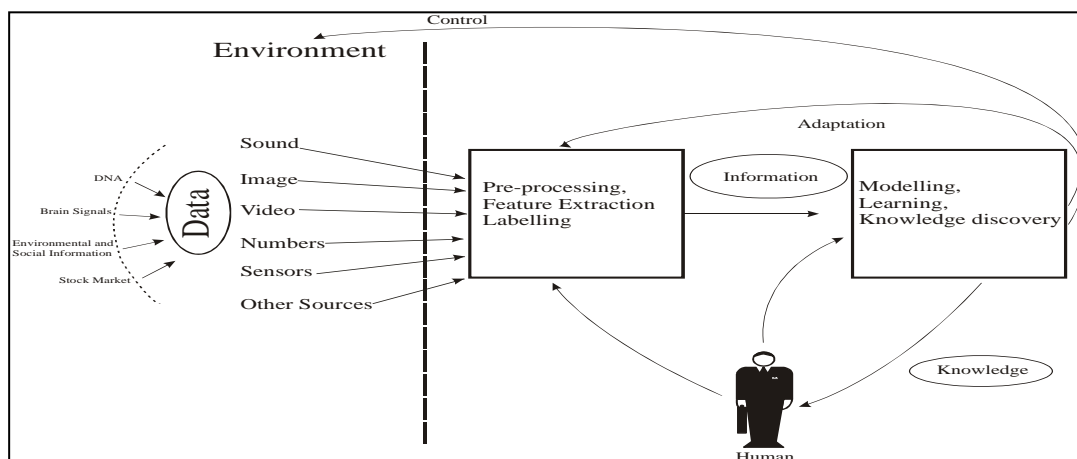 Control
Environment
Adaptation
Sound
Image
Video
Numbers
Sensors
Other Sources
DNA
Brain Signals
Environmental and
Social Information
Stock Market
Data
Pre-processing,
Feature Extraction
Labelling
Information
Modelling,
Learning,
Knowledge discovery
Knowledge
Human